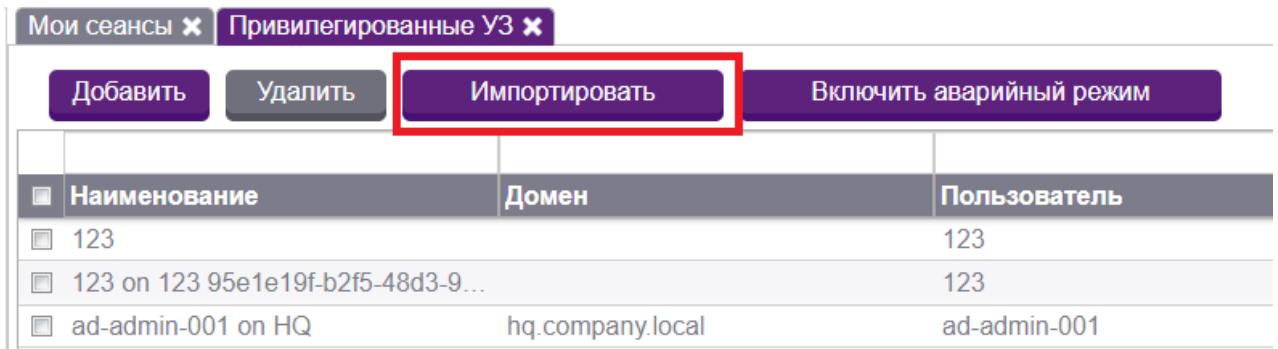 Мои сеансы ✖ Привилегированные УЗ ✖
Добавить Удалить Импортировать Включить аварийный режим
Наименование Домен Пользователь
123 123
123 on 123 95e1e19f-b2f5-48d3-9... 123
ad-admin-001 on HQ hq.company.local ad-admin-001